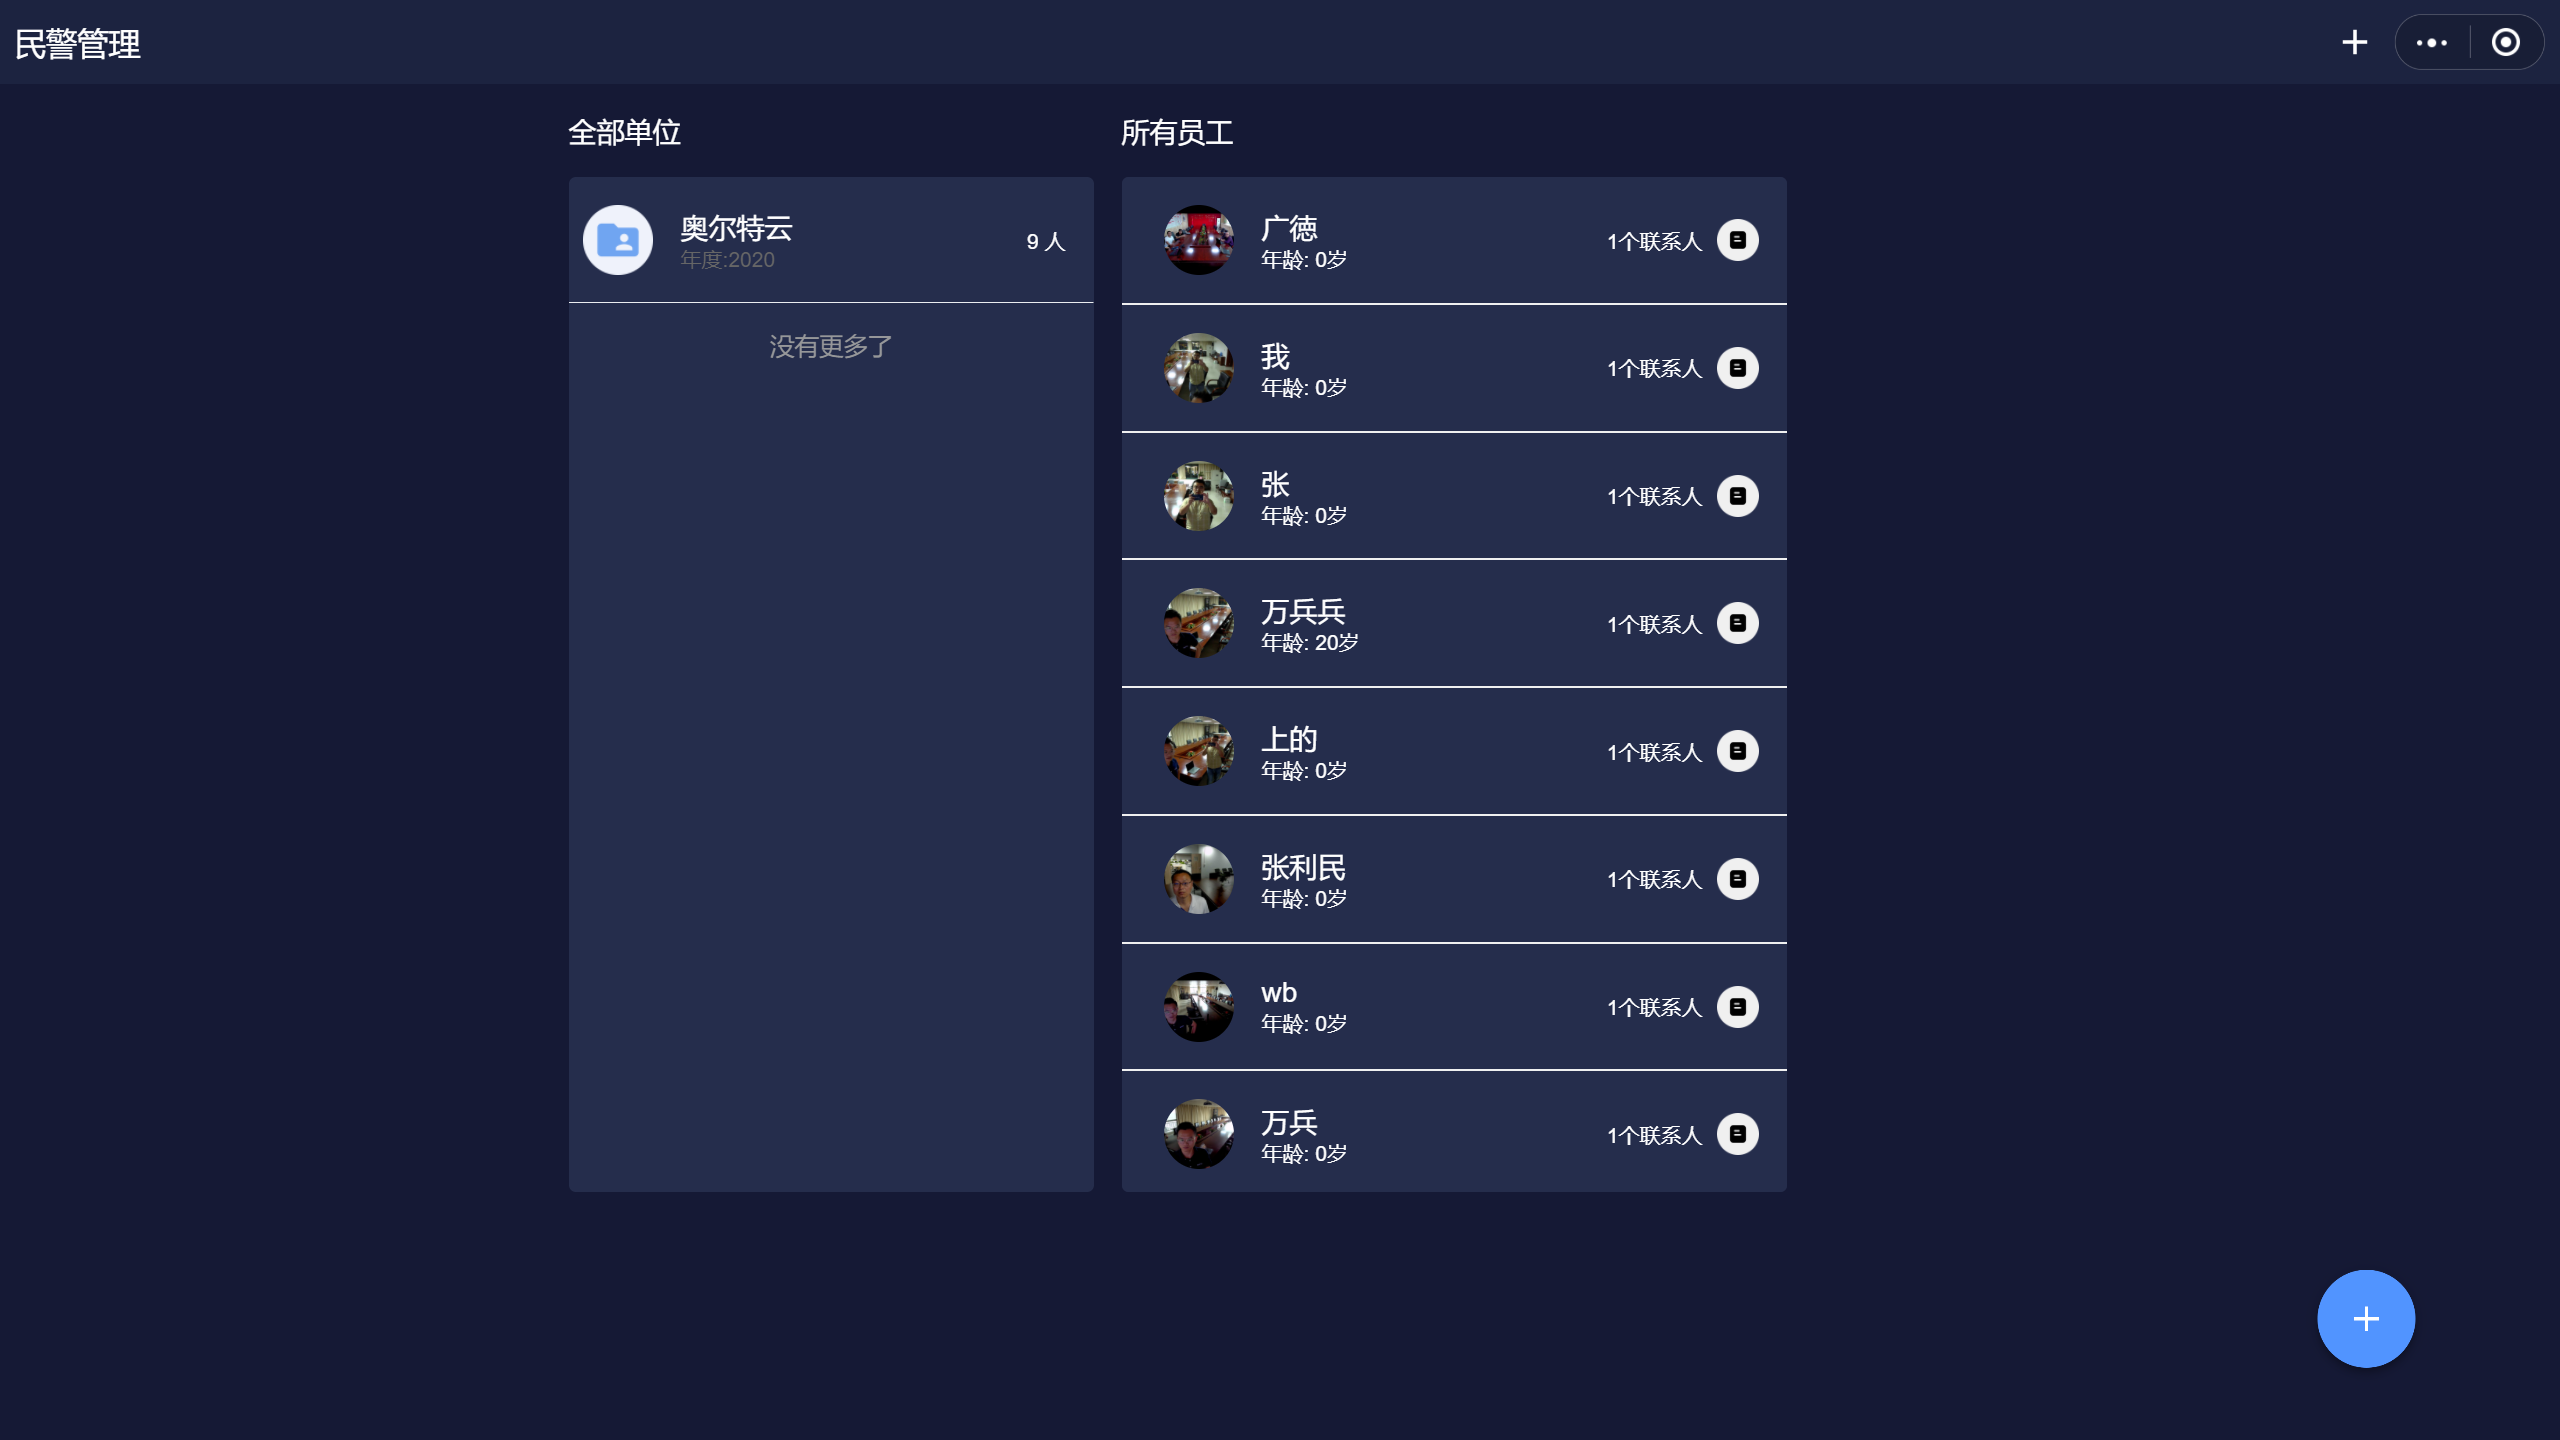 民警管理
全部单位
所有员工
奥尔特云
年度:2020
9 人
没有更多了
广徳
年龄: 0岁
1个联系人
我
年龄: 0岁
1个联系人
张
年龄: 0岁
1个联系人
万兵兵
年龄: 20岁
1个联系人
上的
年龄: 0岁
1个联系人
张利民
年龄: 0岁
1个联系人
wb
年龄: 0岁
1个联系人
万兵
年龄: 0岁
1个联系人